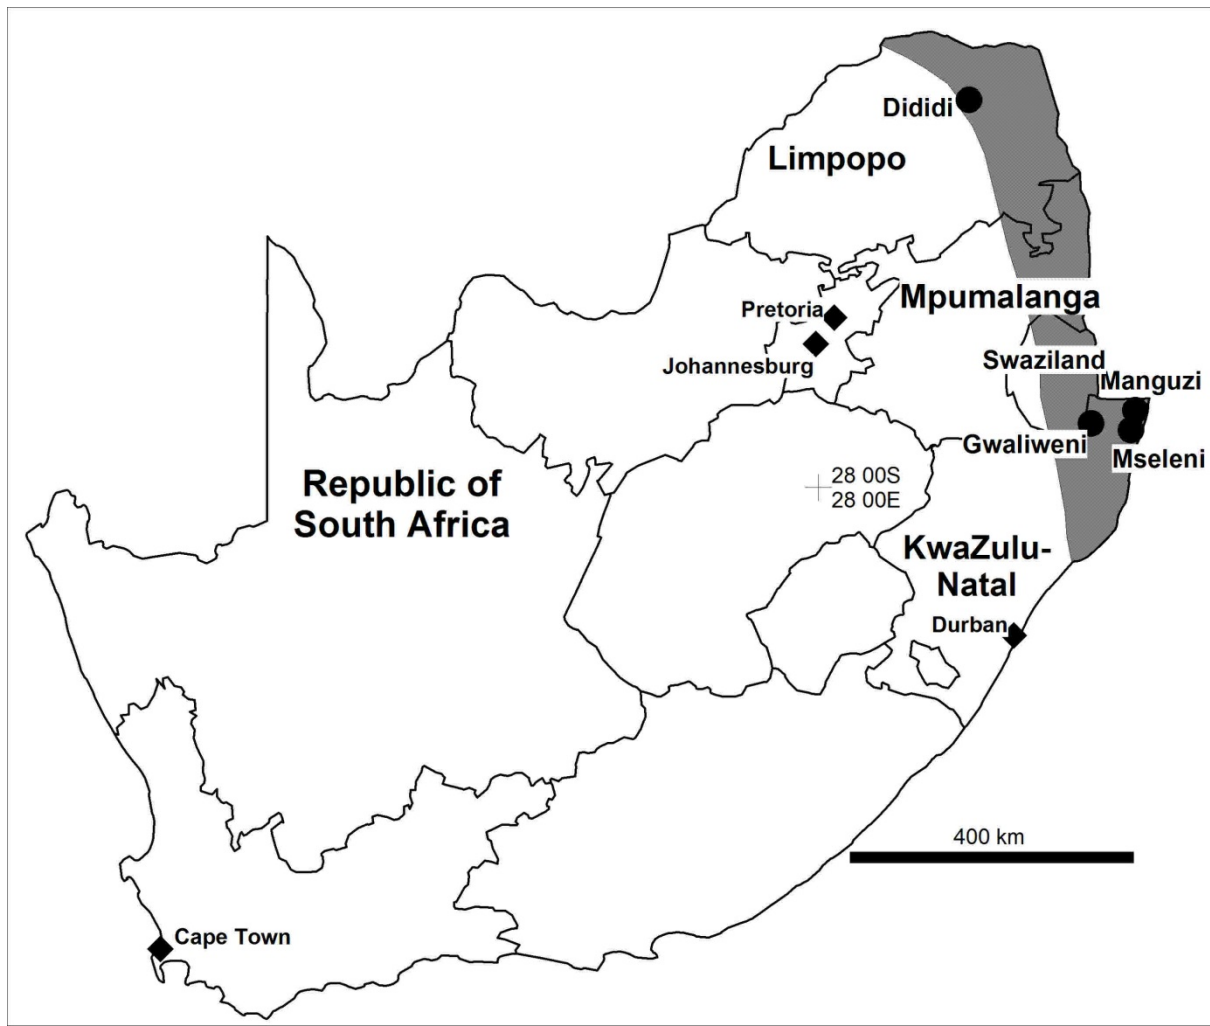 Dididi
Limpopo
Mpumalanga
Pretoria
Johannesburg
Swaziland
Manguzi
Gwaliweni
Mseleni
Republic of
South Africa
28 00S
28 00E
KwaZulu-
Natal
Durban
400 km
Cape Town